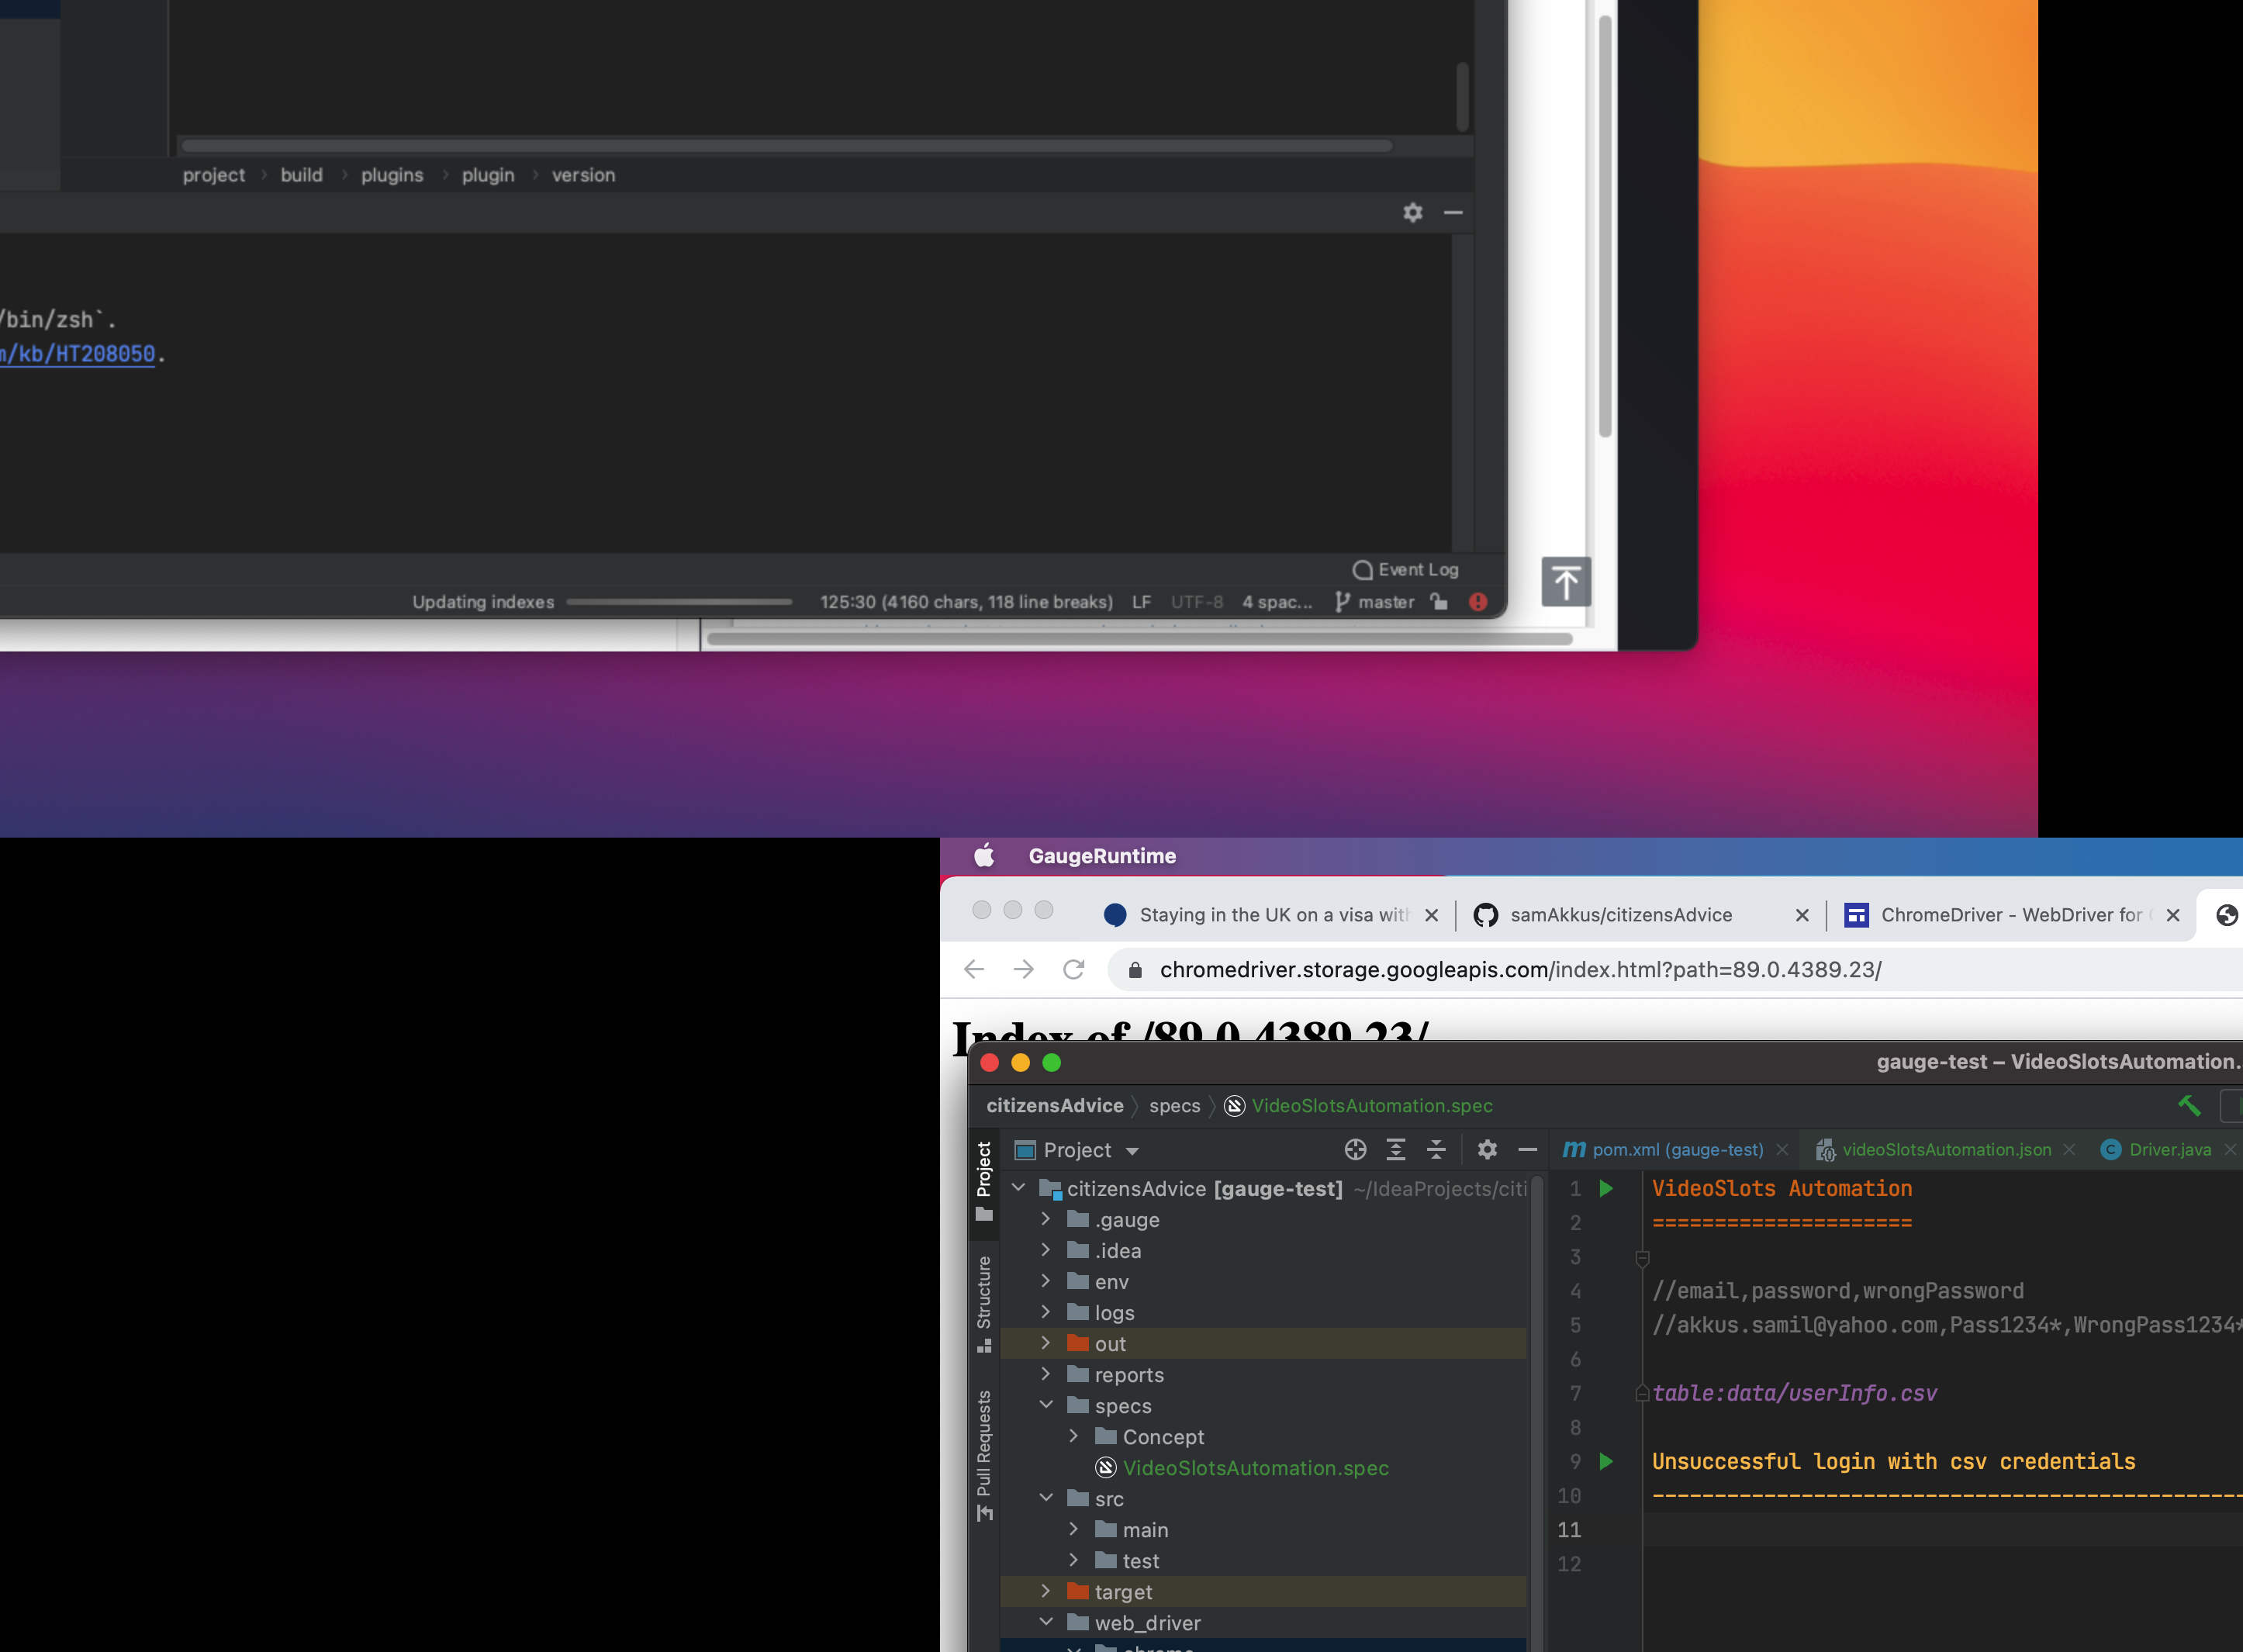 project › build › plugins › plugin › version
/bin/zsh`.
m/kb/HT208050.
Event Log
Updating indexes 125:30 (4160 chars, 118 line breaks) LF UTF-8 4 spac... master
GaugeRuntime
Staying in the UK on a visa with samAkkus/citizensAdvice ChromeDriver - WebDriver for
chromedriver.storage.googleapis.com/index.html?path=89.0.4389.23/
Index of /89.0.4389.23/
gauge-test – VideoSlotsAutomation.
citizensAdvice specs VideoSlotsAutomation.spec
Project
pom.xml (gauge-test) videoSlotsAutomation.json Driver.java
Project
Structure
Pull Requests
citizensAdvice [gauge-test] ~/IdeaProjects/citi
.gauge
.idea
env
logs
out
reports
specs
Concept
VideoSlotsAutomation.spec
src
main
test
target
web_driver
chrome
1 VideoSlots Automation
2 =====================
3
4 //email,password,wrongPassword
5 //akkus.samil@yahoo.com,Pass1234*,WrongPass1234*
6
7 table:data/userInfo.csv
8
9 Unsuccessful login with csv credentials
10 ------------------------------------------------
11
12